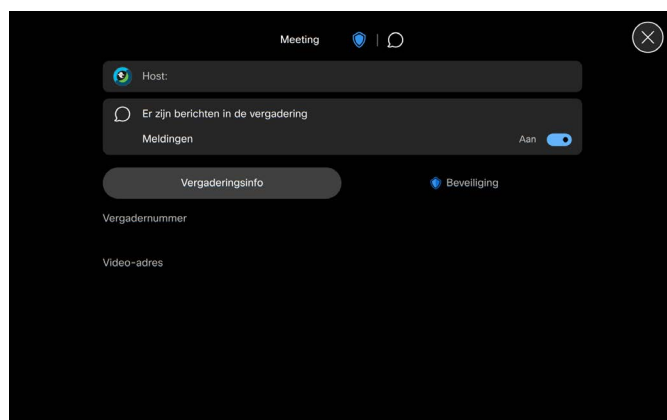 Meeting
Host:
Er zijn berichten in de vergadering
Meldingen
Aan
Vergaderingsinfo
Beveiliging
Vergadernummer
Video-adres